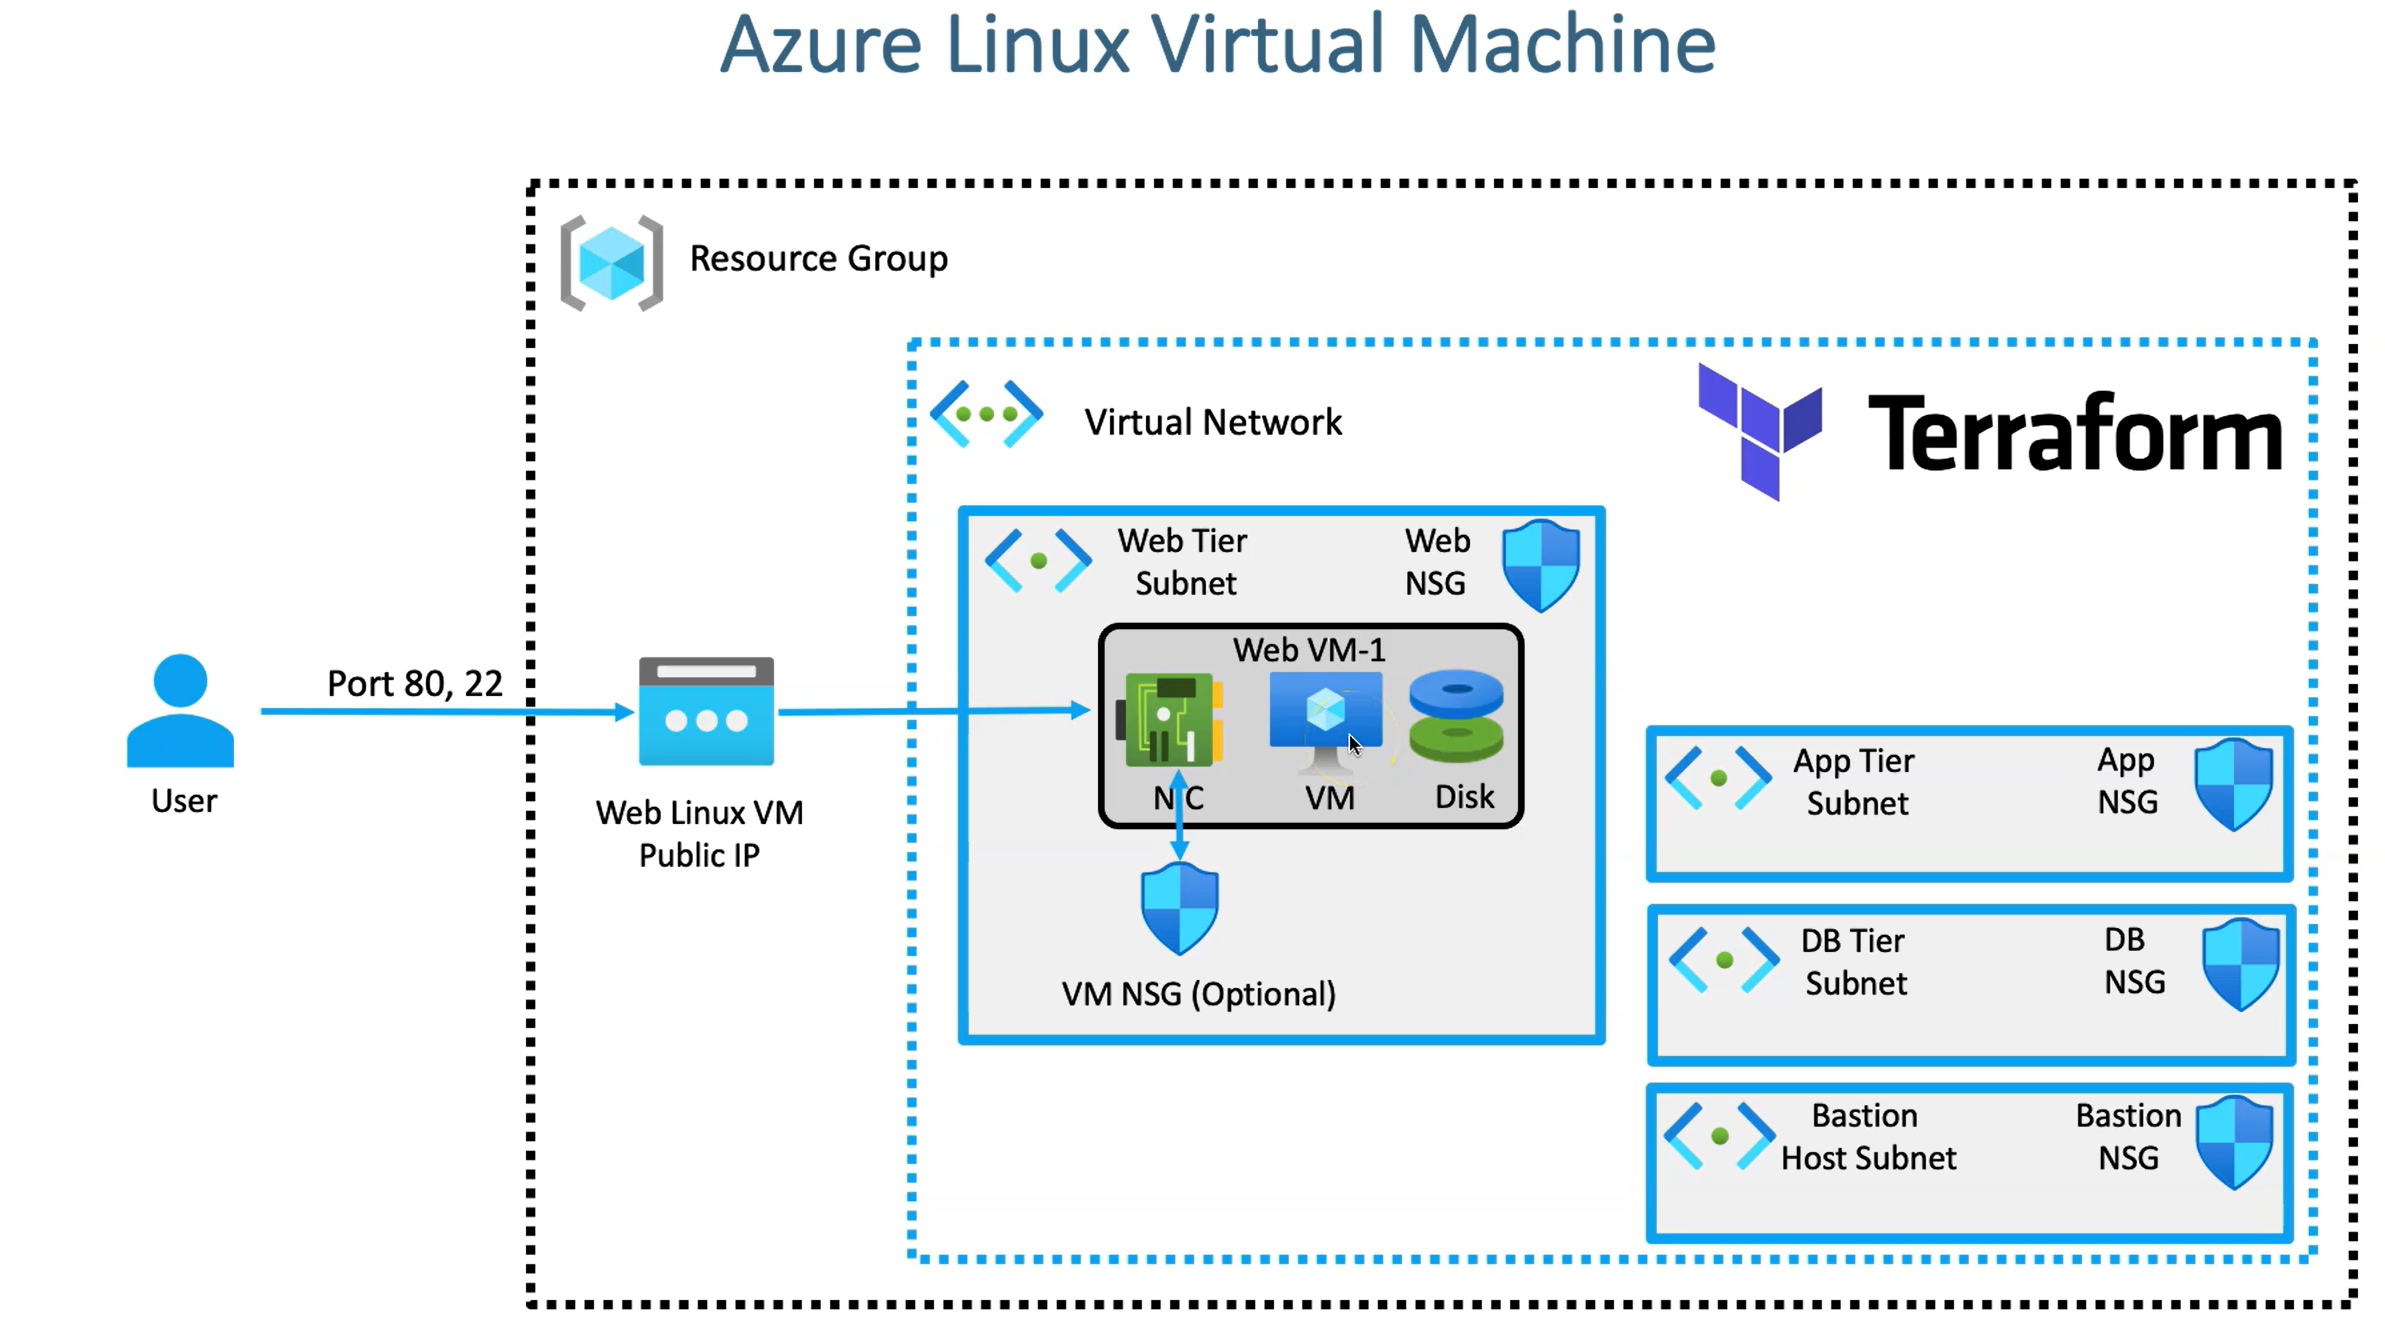 Azure Linux Virtual Machine
Resource Group
Virtual Network
Terraform
Web Tier
Subnet
Web
NSG
Web VM-1
NIC
VM
Disk
VM NSG (Optional)
Port 80, 22
User
Web Linux VM
Public IP
App Tier
Subnet
App
NSG
DB Tier
Subnet
DB
NSG
Bastion
Host Subnet
Bastion
NSG